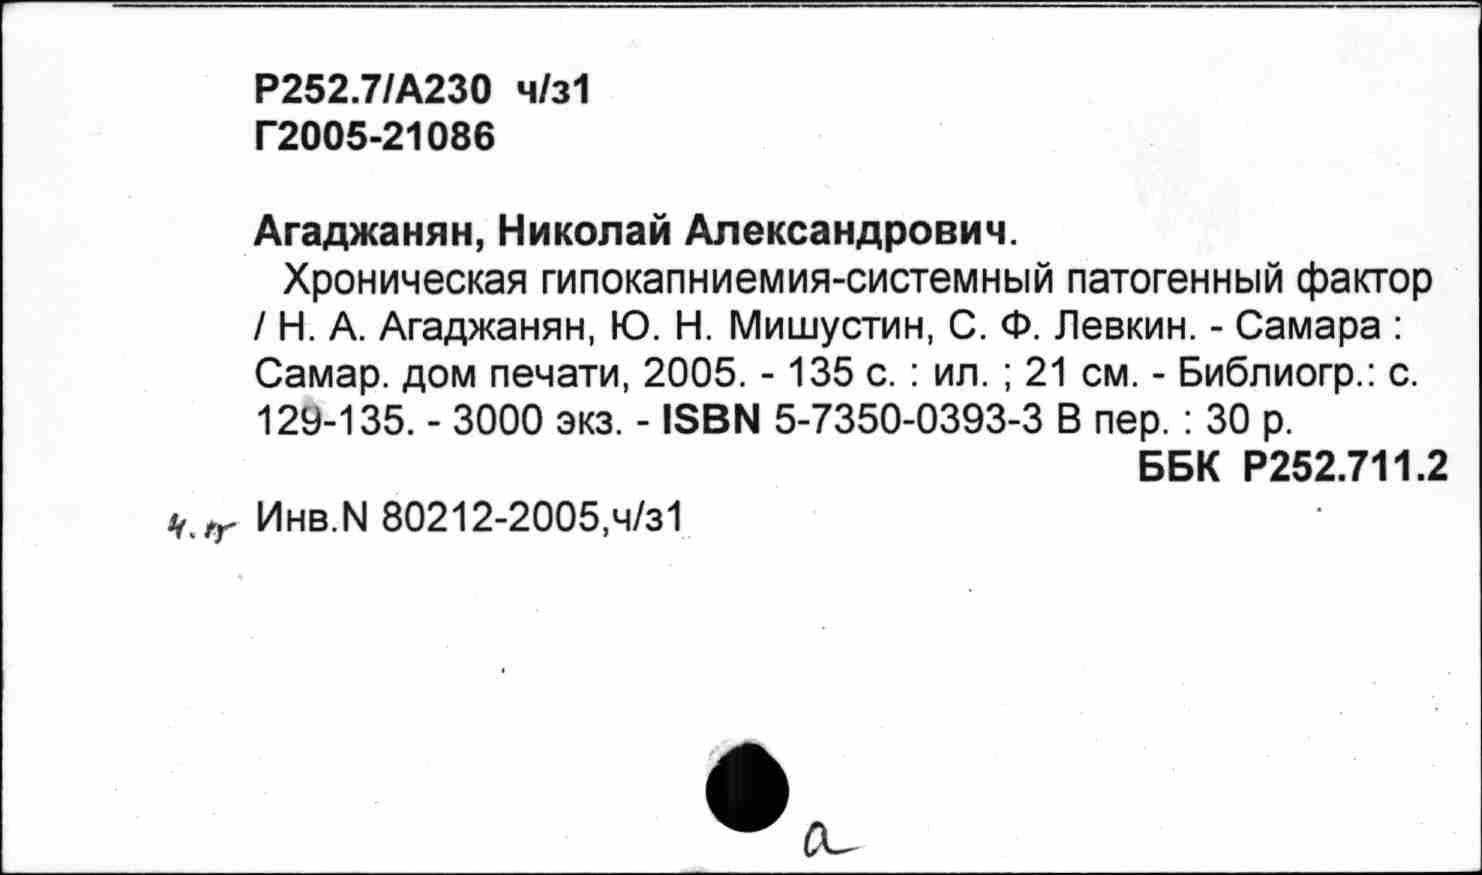 Р252.7/А230 ч/з1
Г2005-21086
Агаджанян, Николай Александрович.
Хроническая гипокапниемия-системный патогенный фактор
/ Н. А. Агаджанян, Ю. Н. Мишустин, С. Ф. Левкин. - Самара :
Самар. дом печати, 2005. - 135 с. : ил. ; 21 см. - Библиогр.: с.
129-135. - 3000 экз. - ISBN 5-7350-0393-3 В пер. : 30 р.
ББК Р252.711.2
Инв.N 80212-2005,ч/з1
а